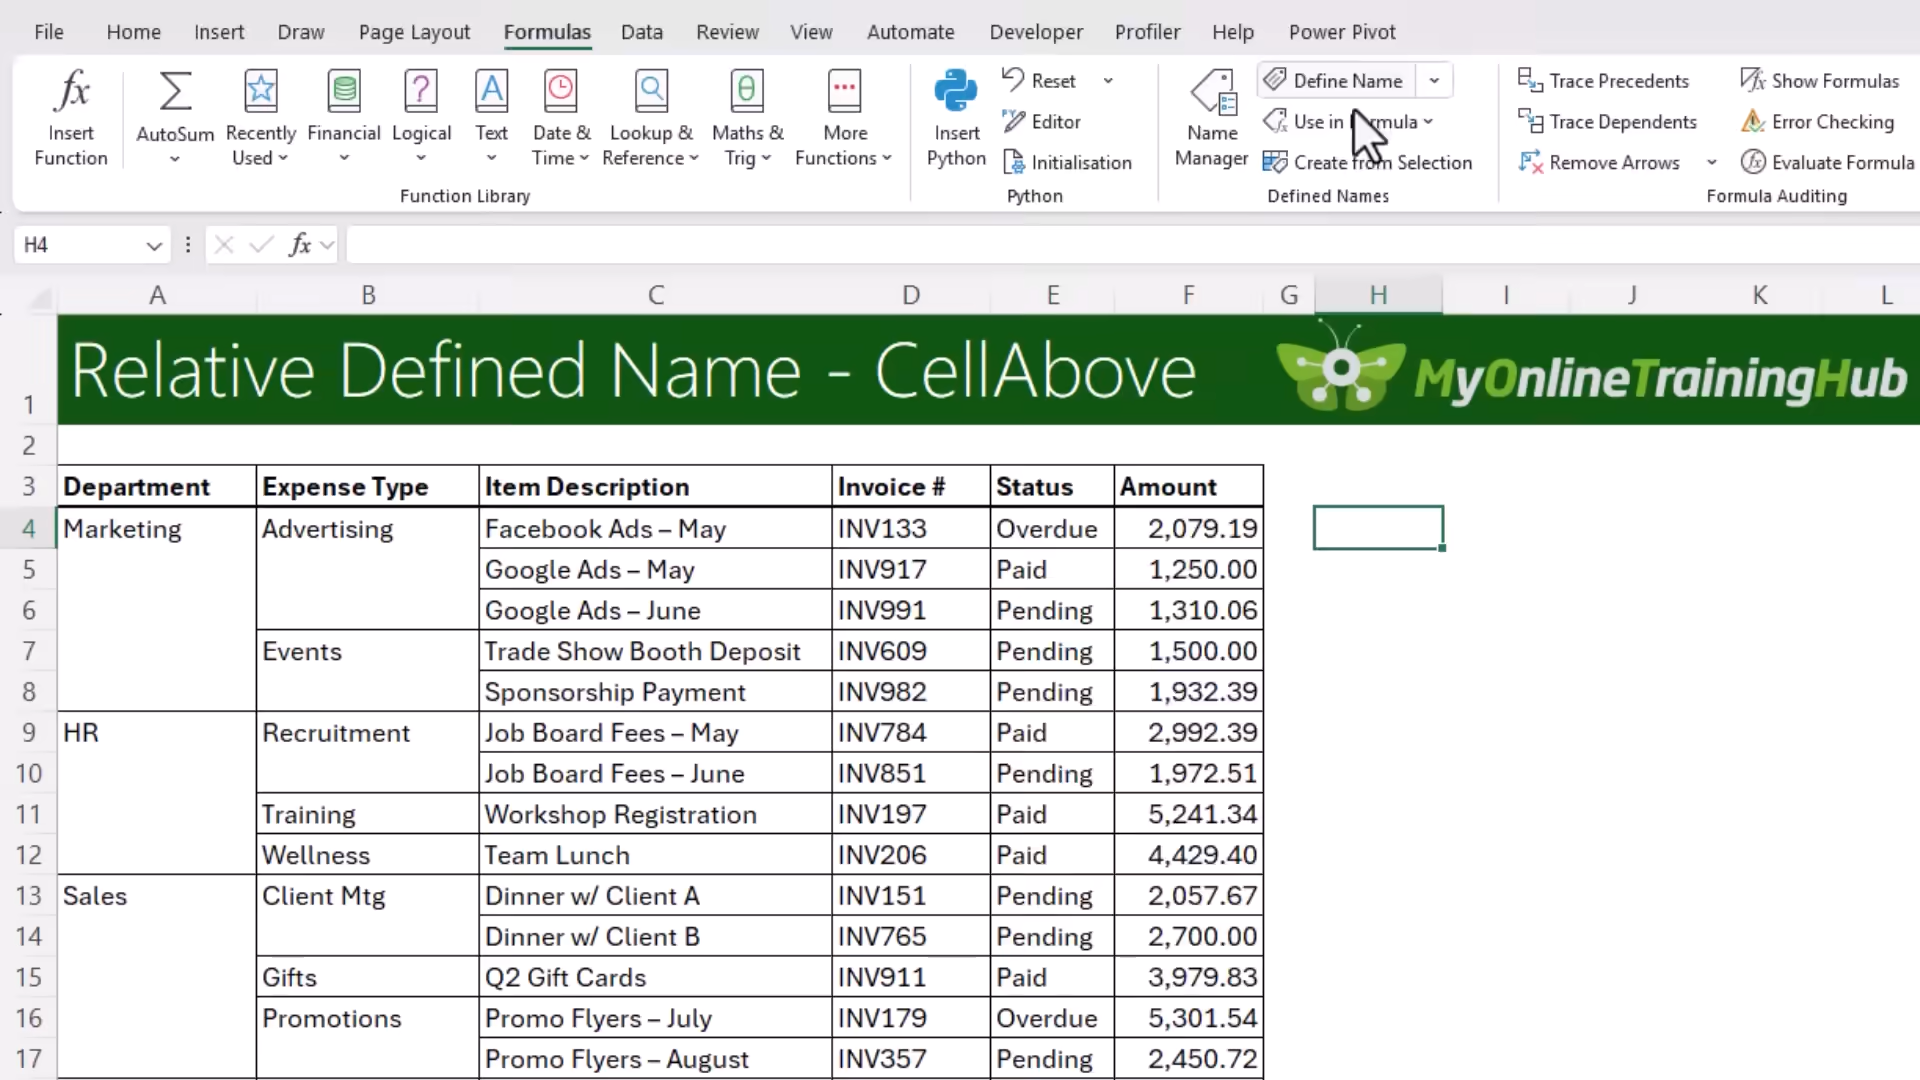 File Home Insert Draw Page Layout Formulas Data Review View Automate Developer Profiler Help Power Pivot
fx Insert Function
AutoSum
Recently Used
Financial
Logical
Text
Date & Time
Lookup & Reference
Maths & Trig
More Functions
Function Library
Insert Python
Reset
Editor
Initialisation
Python
Name Manager
Define Name
Use in Formula
Create from Selection
Defined Names
Trace Precedents
Trace Dependents
Remove Arrows
Show Formulas
Error Checking
Evaluate Formula
Formula Auditing
H4 fx
A B C D E F G H I J K L
1 Relative Defined Name - CellAbove MyOnlineTrainingHub
2
3 Department Expense Type Item Description Invoice # Status Amount
4 Marketing Advertising Facebook Ads – May INV133 Overdue 2,079.19
5 Google Ads – May INV917 Paid 1,250.00
6 Google Ads – June INV991 Pending 1,310.06
7 Events Trade Show Booth Deposit INV609 Pending 1,500.00
8 Sponsorship Payment INV982 Pending 1,932.39
9 HR Recruitment Job Board Fees – May INV784 Paid 2,992.39
10 Job Board Fees – June INV851 Pending 1,972.51
11 Training Workshop Registration INV197 Paid 5,241.34
12 Wellness Team Lunch INV206 Paid 4,429.40
13 Sales Client Mtg Dinner w/ Client A INV151 Pending 2,057.67
14 Dinner w/ Client B INV765 Pending 2,700.00
15 Gifts Q2 Gift Cards INV911 Paid 3,979.83
16 Promotions Promo Flyers – July INV179 Overdue 5,301.54
17 Promo Flyers – August INV357 Pending 2,450.72